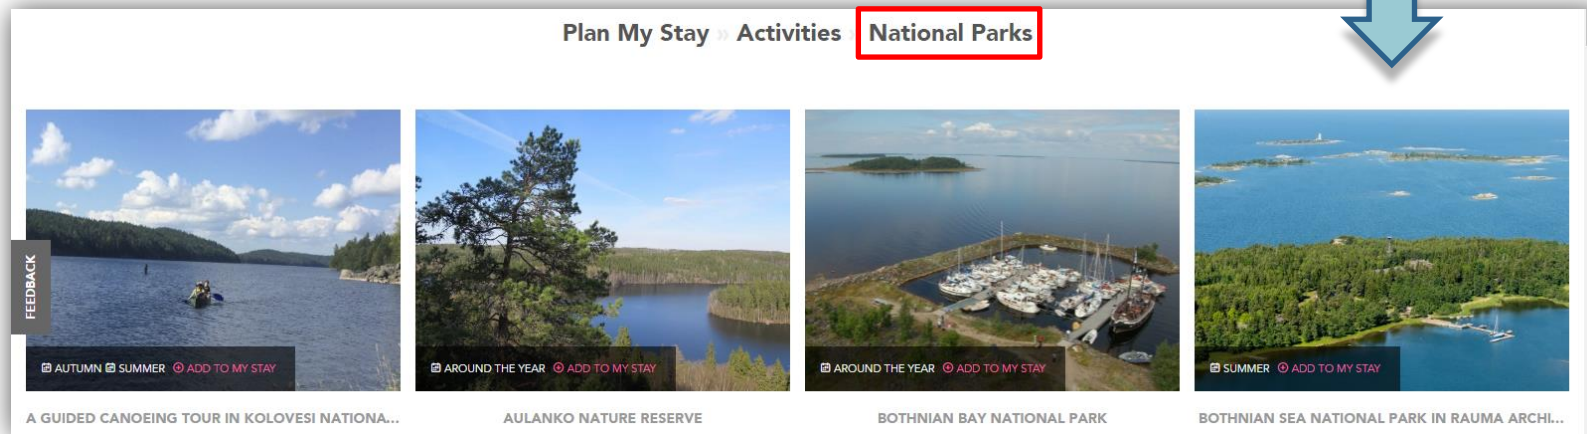 Plan My Stay » Activities » National Parks
FEEDBACK
AUTUMN SUMMER ADD TO MY STAY
AROUND THE YEAR ADD TO MY STAY
AROUND THE YEAR ADD TO MY STAY
SUMMER ADD TO MY STAY
A GUIDED CANOEING TOUR IN KOLOVESI NATIONA...
AULANKO NATURE RESERVE
BOTHNIAN BAY NATIONAL PARK
BOTHNIAN SEA NATIONAL PARK IN RAUMA ARCHI...